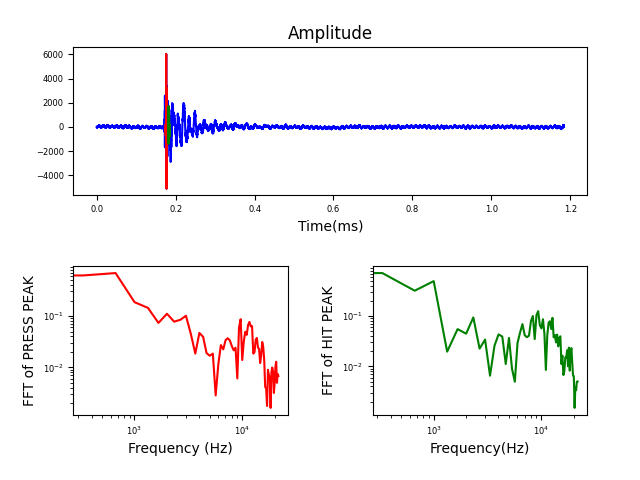 Amplitude
6000
4000
2000
0
−2000
−4000
0.0 0.2 0.4 0.6 0.8 1.0 1.2
Time(ms)
FFT of PRESS PEAK
10⁻¹
10⁻²
10³ 10⁴
Frequency (Hz)
FFT of HIT PEAK
10⁻¹
10⁻²
10³ 10⁴
Frequency(Hz)